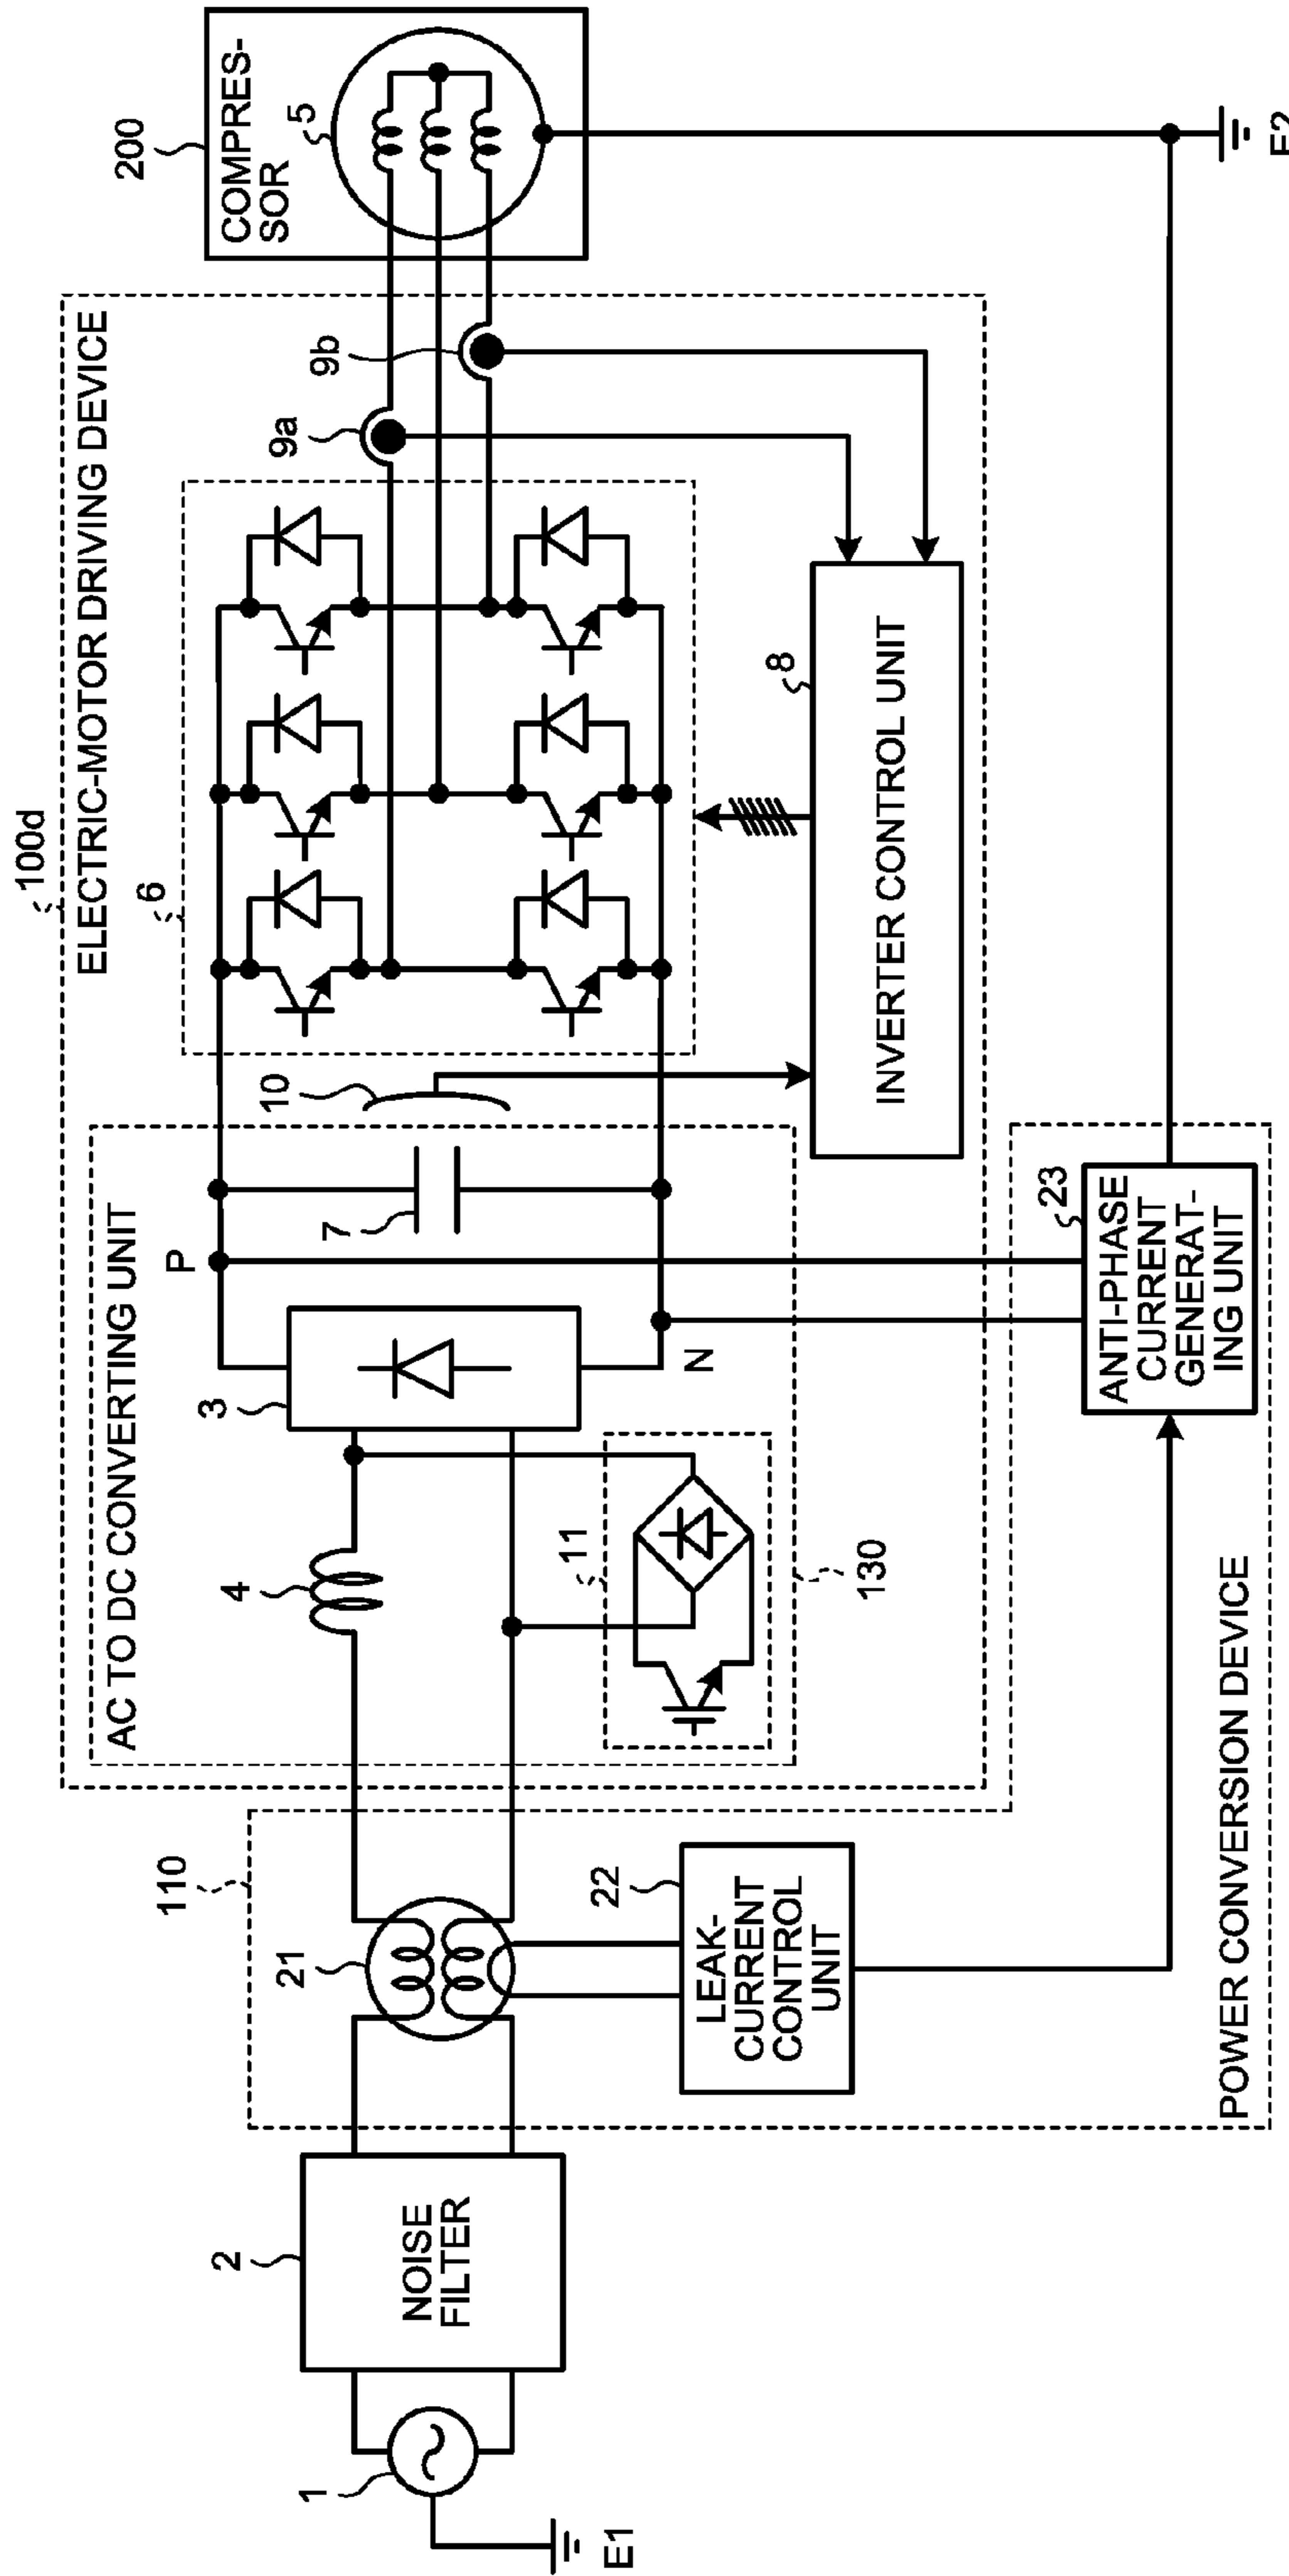 100d
ELECTRIC-MOTOR DRIVING DEVICE
200
COMPRES-
SOR
5
AC TO DC CONVERTING UNIT
P
6
9a
9b
110
21
4
3
7
10
2
NOISE
FILTER
1
E1
22
LEAK-
CURRENT
CONTROL
UNIT
11
130
N
8
INVERTER CONTROL UNIT
23
ANTI-PHASE
CURRENT
GENERAT-
ING UNIT
POWER CONVERSION DEVICE
E2